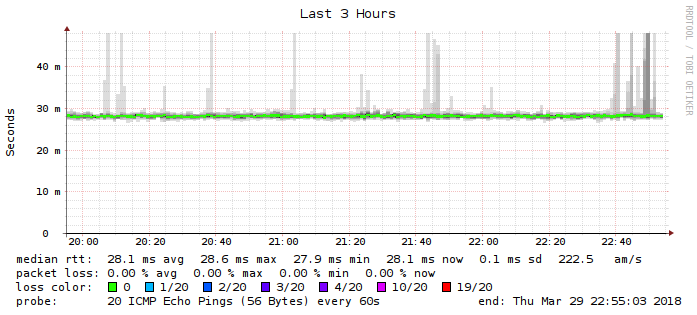 Last 3 Hours
RRDTOOL / TOBI OETIKER
Seconds
40 m
30 m
20 m
10 m
0
20:00 20:20 20:40 21:00 21:20 21:40 22:00 22:20 22:40
median rtt: 28.1 ms avg 28.6 ms max 27.9 ms min 28.1 ms now 0.1 ms sd 222.5 am/s
packet loss: 0.00 % avg 0.00 % max 0.00 % min 0.00 % now
loss color: 0 1/20 2/20 3/20 4/20 10/20 19/20
probe: 20 ICMP Echo Pings (56 Bytes) every 60s end: Thu Mar 29 22:55:03 2018